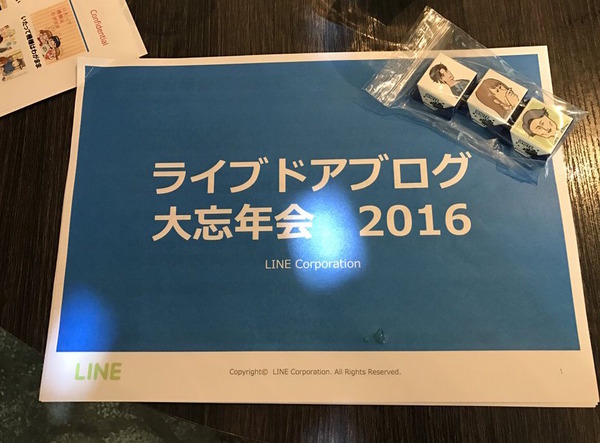 Confidential
ライブドアブログ
大忘年会 2016
LINE Corporation
LINE
Copyright© LINE Corporation. All Rights Reserved.
1